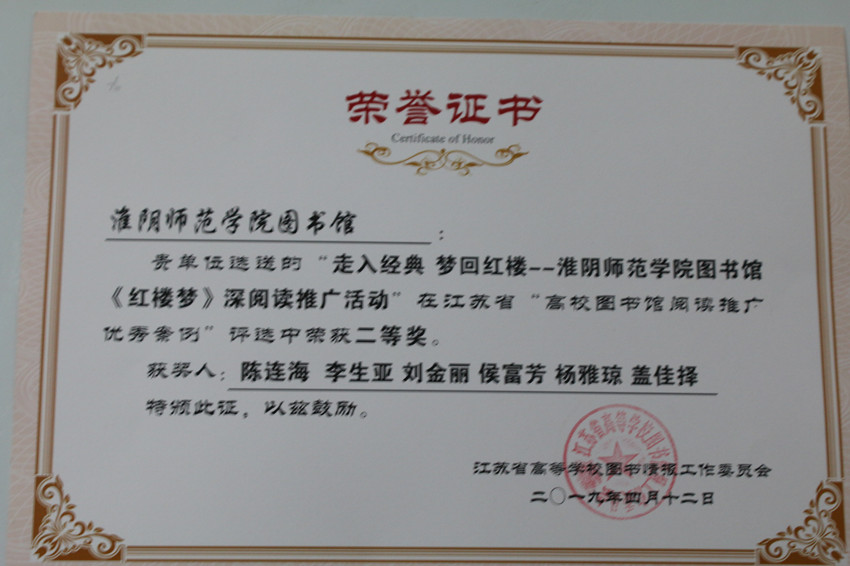 荣誉证书
Certificate of Honor
淮阴师范学院图书馆：
贵单位选送的“走入经典 梦回红楼--淮阴师范学院图书馆
《红楼梦》深阅读推广活动”在江苏省“高校图书馆阅读推广
优秀案例”评选中荣获二等奖。
获奖人：陈连海 李生亚 刘金丽 侯富芳 杨雅琼 盖佳择
特颁此证，以兹鼓励。
江苏省高等学校图书情报工作委员会
二〇一九年四月十二日